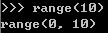 >>> range(10)
range(0, 10)